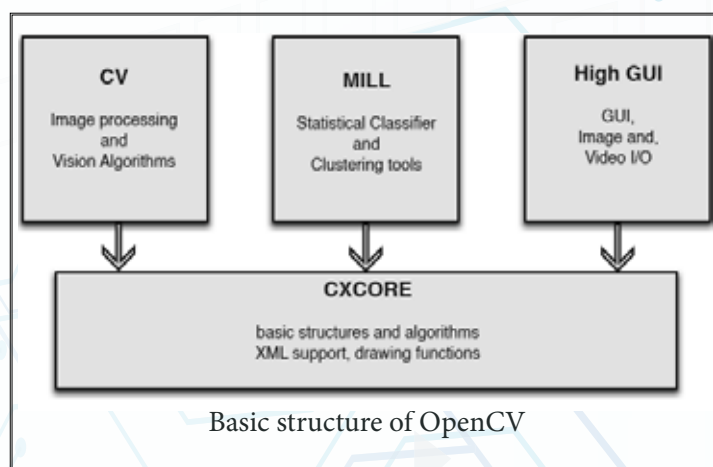 CV
Image processing
and
Vision Algorithms
MILL
Statistical Classifier
and
Clustering tools
High GUI
GUI,
Image and,
Video I/O
CXCORE
basic structures and algorithms
XML support, drawing functions
Basic structure of OpenCV